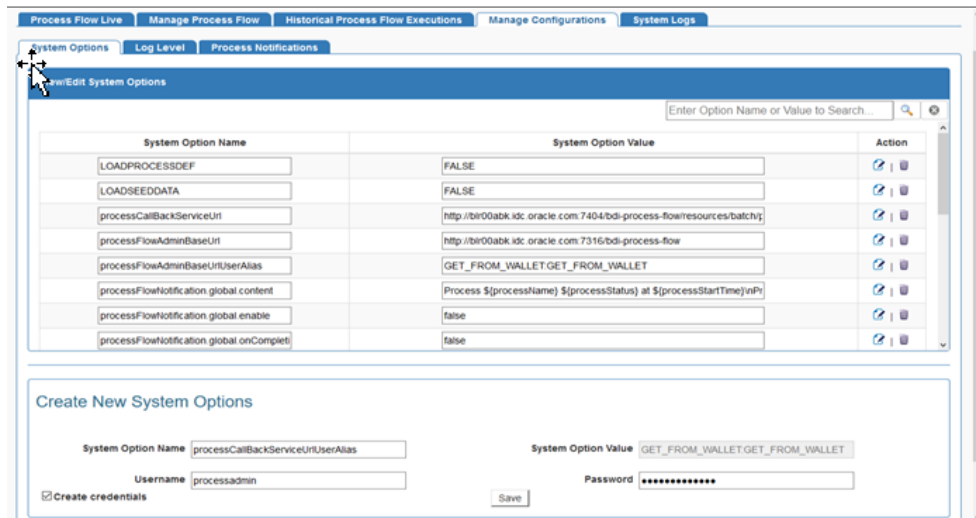 Process Flow Live Manage Process Flow Historical Process Flow Executions Manage Configurations System Logs
System Options Log Level Process Notifications
ew/Edit System Options
Enter Option Name or Value to Search...
System Option Name System Option Value Action
LOADPROCESSDEF FALSE |
LOADSEEDDATA FALSE |
processCallBackServiceUrl http://blr00abk.idc.oracle.com:7404/bdi-process-flow/resources/batch/p |
processFlowAdminBaseUrl http://blr00abk.idc.oracle.com:7316/bdi-process-flow |
processFlowAdminBaseUrlUserAlias GET_FROM_WALLET:GET_FROM_WALLET |
processFlowNotification.global.content Process ${processName} ${processStatus} at ${processStartTime}\nPr |
processFlowNotification.global.enable false |
processFlowNotification.global.onCompleti false |
Create New System Options
System Option Name processCallBackServiceUrlUserAlias System Option Value GET_FROM_WALLET:GET_FROM_WALLET
Username processadmin Password •••••••••••••
Create credentials Save